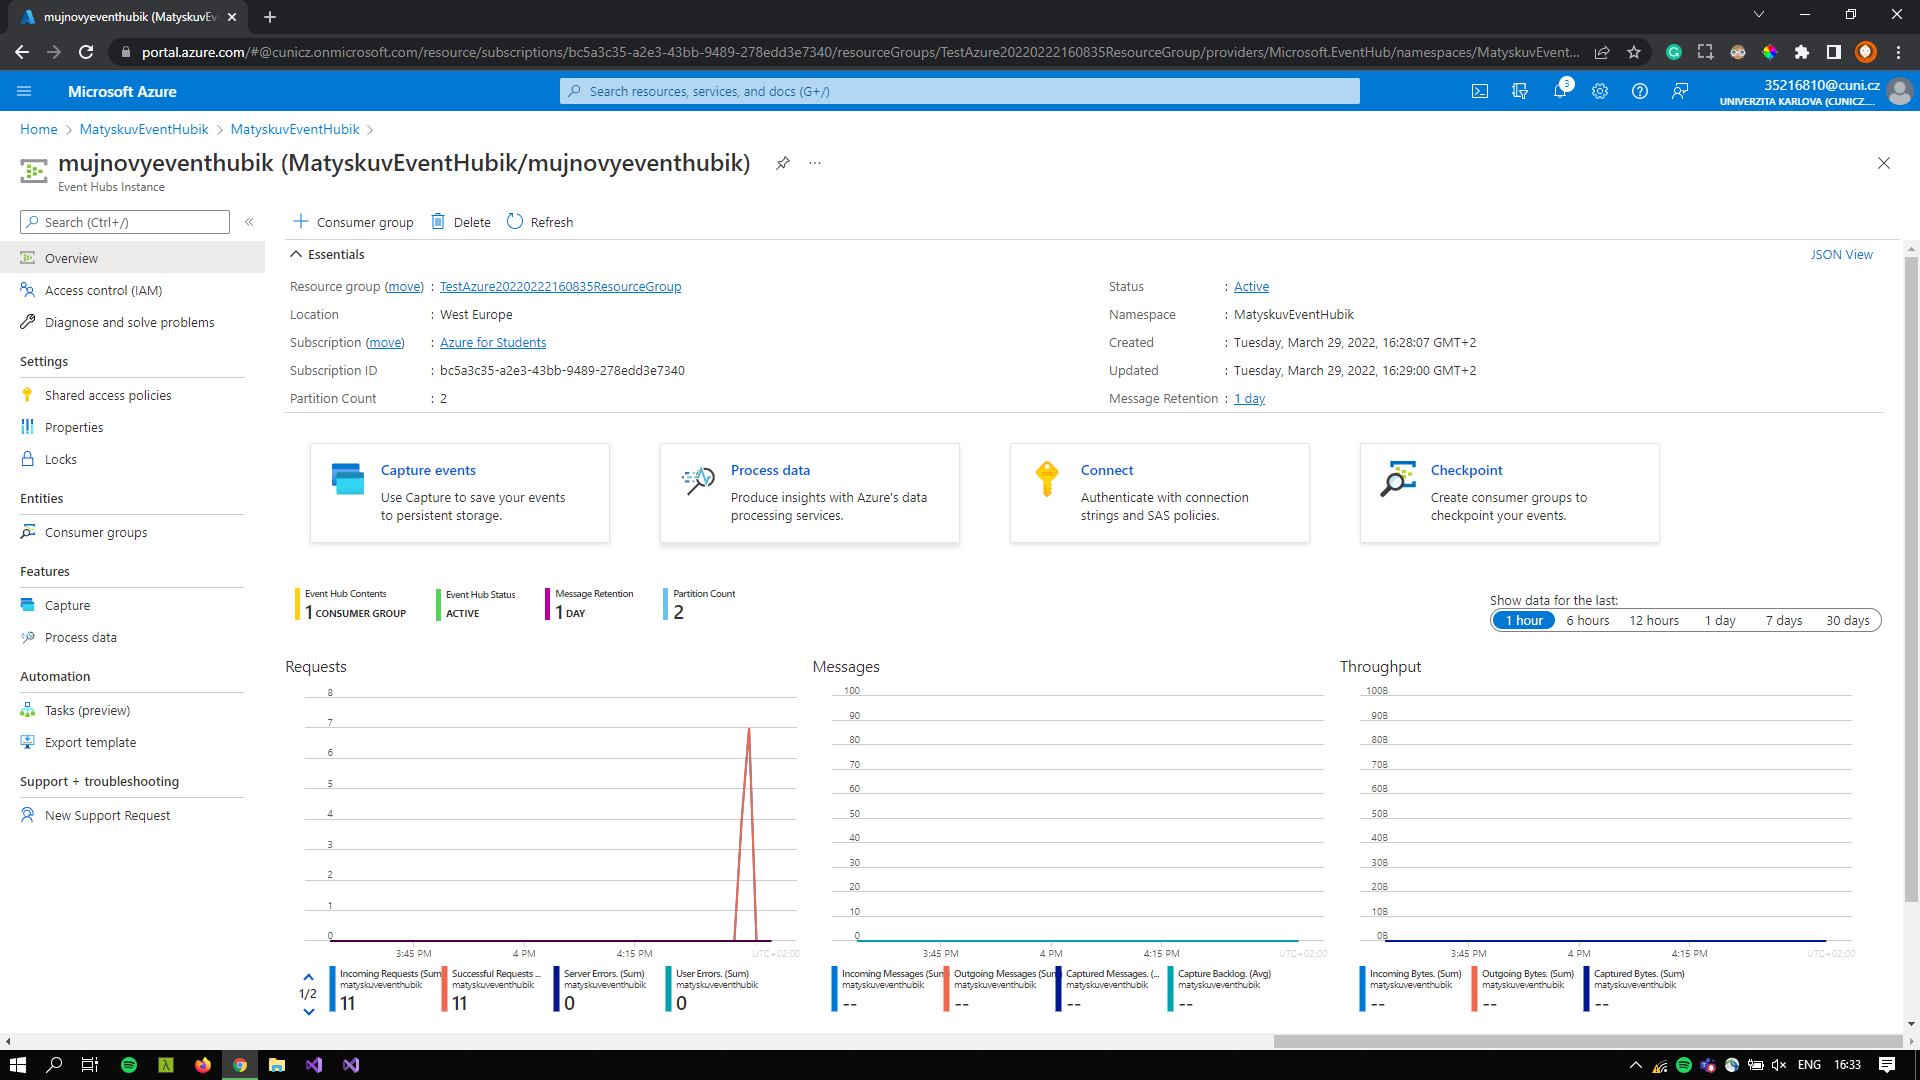 mujnovyeventhubik (MatyskuvEv
portal.azure.com/#@cunicz.onmicrosoft.com/resource/subscriptions/bc5a3c35-a2e3-43bb-9489-278edd3e7340/resourceGroups/TestAzure20220222160835ResourceGroup/providers/Microsoft.EventHub/namespaces/MatyskuvEvent...
Microsoft Azure
Search resources, services, and docs (G+/)
3
35216810@cuni.cz
UNIVERZITA KARLOVA (CUNICZ....
Home > MatyskuvEventHubik > MatyskuvEventHubik >
mujnovyeventhubik (MatyskuvEventHubik/mujnovyeventhubik)
Event Hubs Instance
Search (Ctrl+/)
Overview
Access control (IAM)
Diagnose and solve problems
Settings
Shared access policies
Properties
Locks
Entities
Consumer groups
Features
Capture
Process data
Automation
Tasks (preview)
Export template
Support + troubleshooting
New Support Request
Consumer group Delete Refresh
Essentials
JSON View
Resource group (move) : TestAzure20220222160835ResourceGroup
Location : West Europe
Subscription (move) : Azure for Students
Subscription ID : bc5a3c35-a2e3-43bb-9489-278edd3e7340
Partition Count : 2
Status : Active
Namespace : MatyskuvEventHubik
Created : Tuesday, March 29, 2022, 16:28:07 GMT+2
Updated : Tuesday, March 29, 2022, 16:29:00 GMT+2
Message Retention : 1 day
Capture events
Use Capture to save your events
to persistent storage.
Process data
Produce insights with Azure's data
processing services.
Connect
Authenticate with connection
strings and SAS policies.
Checkpoint
Create consumer groups to
checkpoint your events.
Event Hub Contents
1 CONSUMER GROUP
Event Hub Status
ACTIVE
Message Retention
1 DAY
Partition Count
2
Show data for the last:
1 hour 6 hours 12 hours 1 day 7 days 30 days
Requests
8
7
6
5
4
3
2
1
0
3:45 PM 4 PM 4:15 PM UTC+02:00
1/2
Incoming Requests (Sum)
matyskuveventhubik
11
Successful Requests ...
matyskuveventhubik
11
Server Errors. (Sum)
matyskuveventhubik
0
User Errors. (Sum)
matyskuveventhubik
0
Messages
100
90
80
70
60
50
40
30
20
10
0
3:45 PM 4 PM 4:15 PM UTC+02:00
Incoming Messages (Sum
matyskuveventhubik
--
Outgoing Messages (Sum
matyskuveventhubik
--
Captured Messages. (...
matyskuveventhubik
--
Capture Backlog. (Avg)
matyskuveventhubik
--
Throughput
100B
90B
80B
70B
60B
50B
40B
30B
20B
10B
0B
3:45 PM 4 PM 4:15 PM UTC+02:00
Incoming Bytes. (Sum)
matyskuveventhubik
--
Outgoing Bytes. (Sum)
matyskuveventhubik
--
Captured Bytes. (Sum)
matyskuveventhubik
--
ENG 16:33